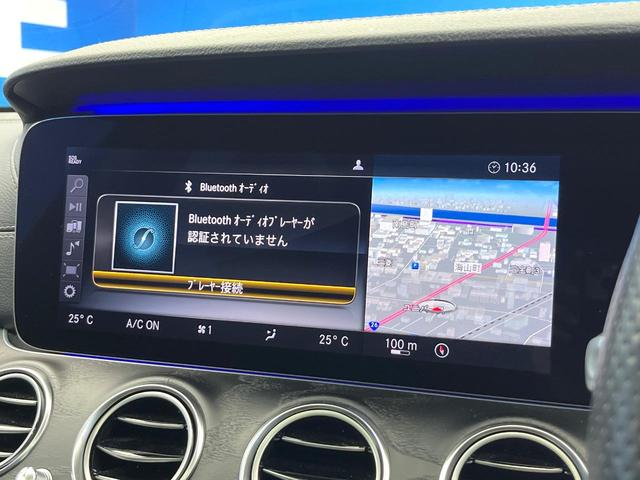 SOS
READY
10:36
Bluetooth オーディオ
Bluetooth オーディオプレーヤーが
認証されていません
プレーヤー接続
海山町
26
25°C
A/C ON
1
25°C
100 m